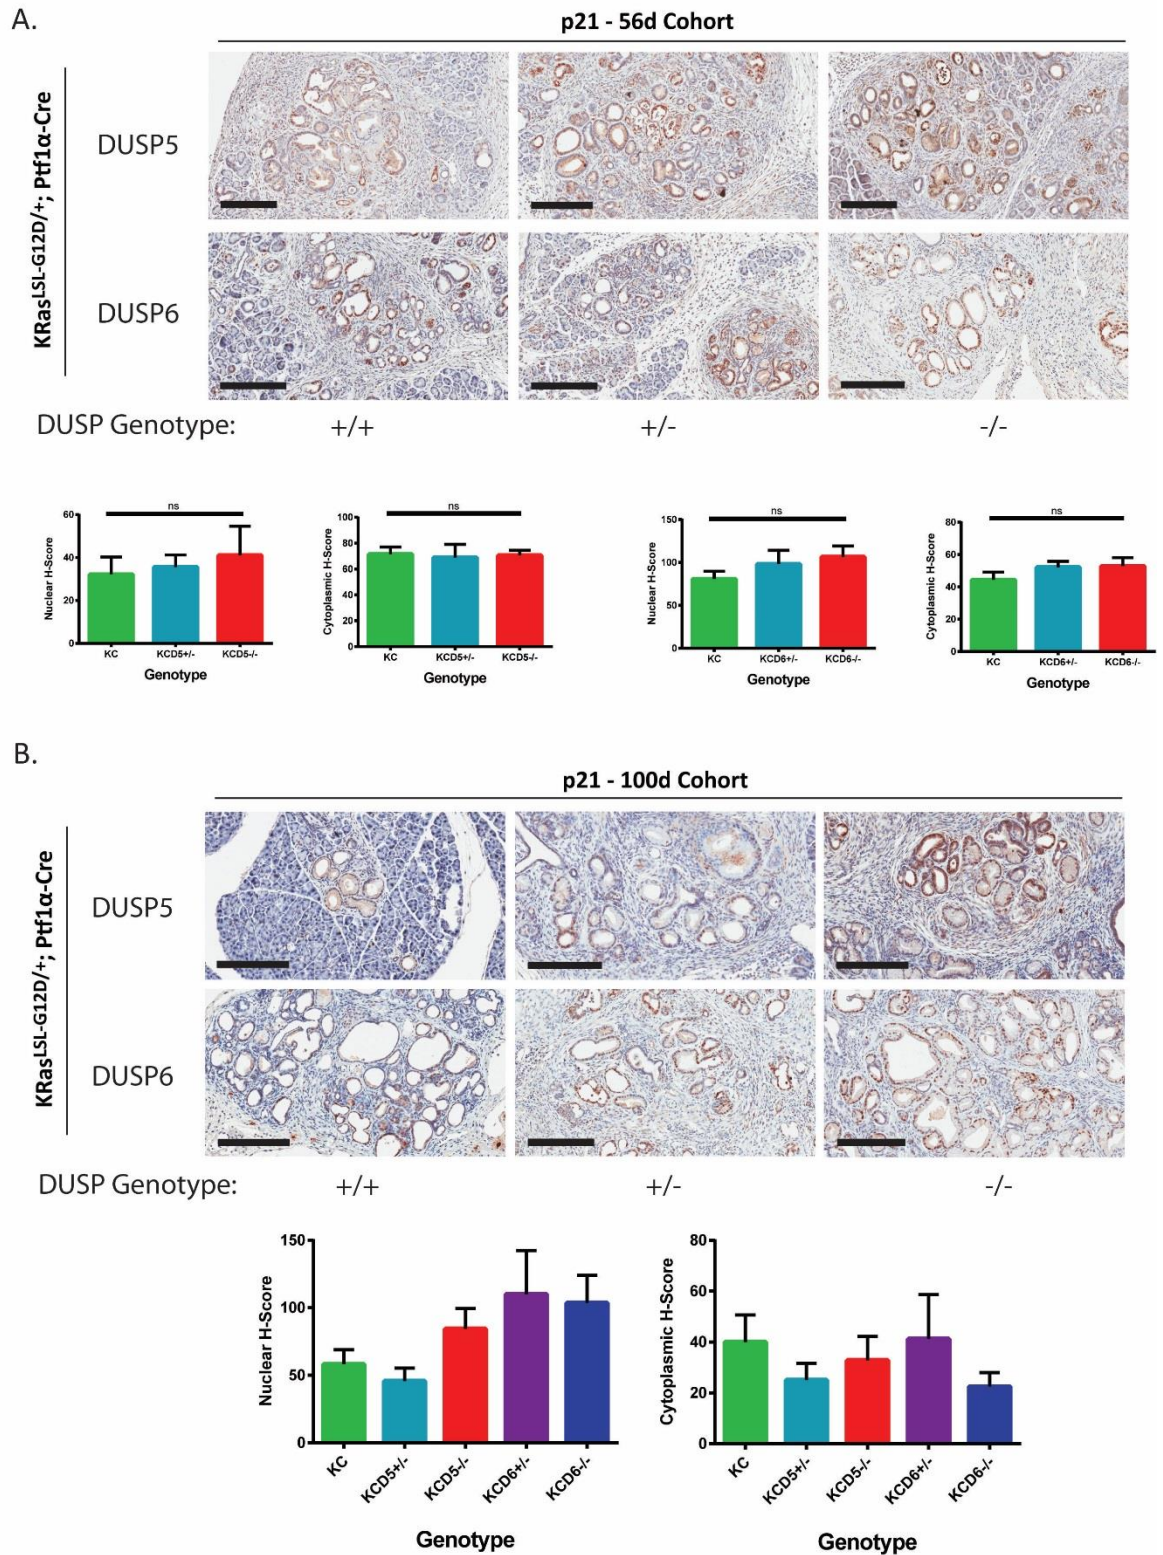 A.
p21 - 56d Cohort
KRasLSL-G12D/+; Ptf1α-Cre
DUSP5
DUSP6
DUSP Genotype: +/+ +/- -/-
60
40
20
0
Nuclear H-Score
ns
KC KCD5+/- KCD5-/-
Genotype
100
80
60
40
20
0
Cytoplasmic H-Score
ns
KC KCD5+/- KCD5-/-
Genotype
150
100
50
0
Nuclear H-Score
ns
KC KCD6+/- KCD6-/-
Genotype
80
60
40
20
0
Cytoplasmic H-Score
ns
KC KCD6+/- KCD6-/-
Genotype
B.
p21 - 100d Cohort
KRasLSL-G12D/+; Ptf1α-Cre
DUSP5
DUSP6
DUSP Genotype: +/+ +/- -/-
150
100
50
0
Nuclear H-Score
KC KCD5+/- KCD5-/- KCD6+/- KCD6-/-
Genotype
80
60
40
20
0
Cytoplasmic H-Score
KC KCD5+/- KCD5-/- KCD6+/- KCD6-/-
Genotype